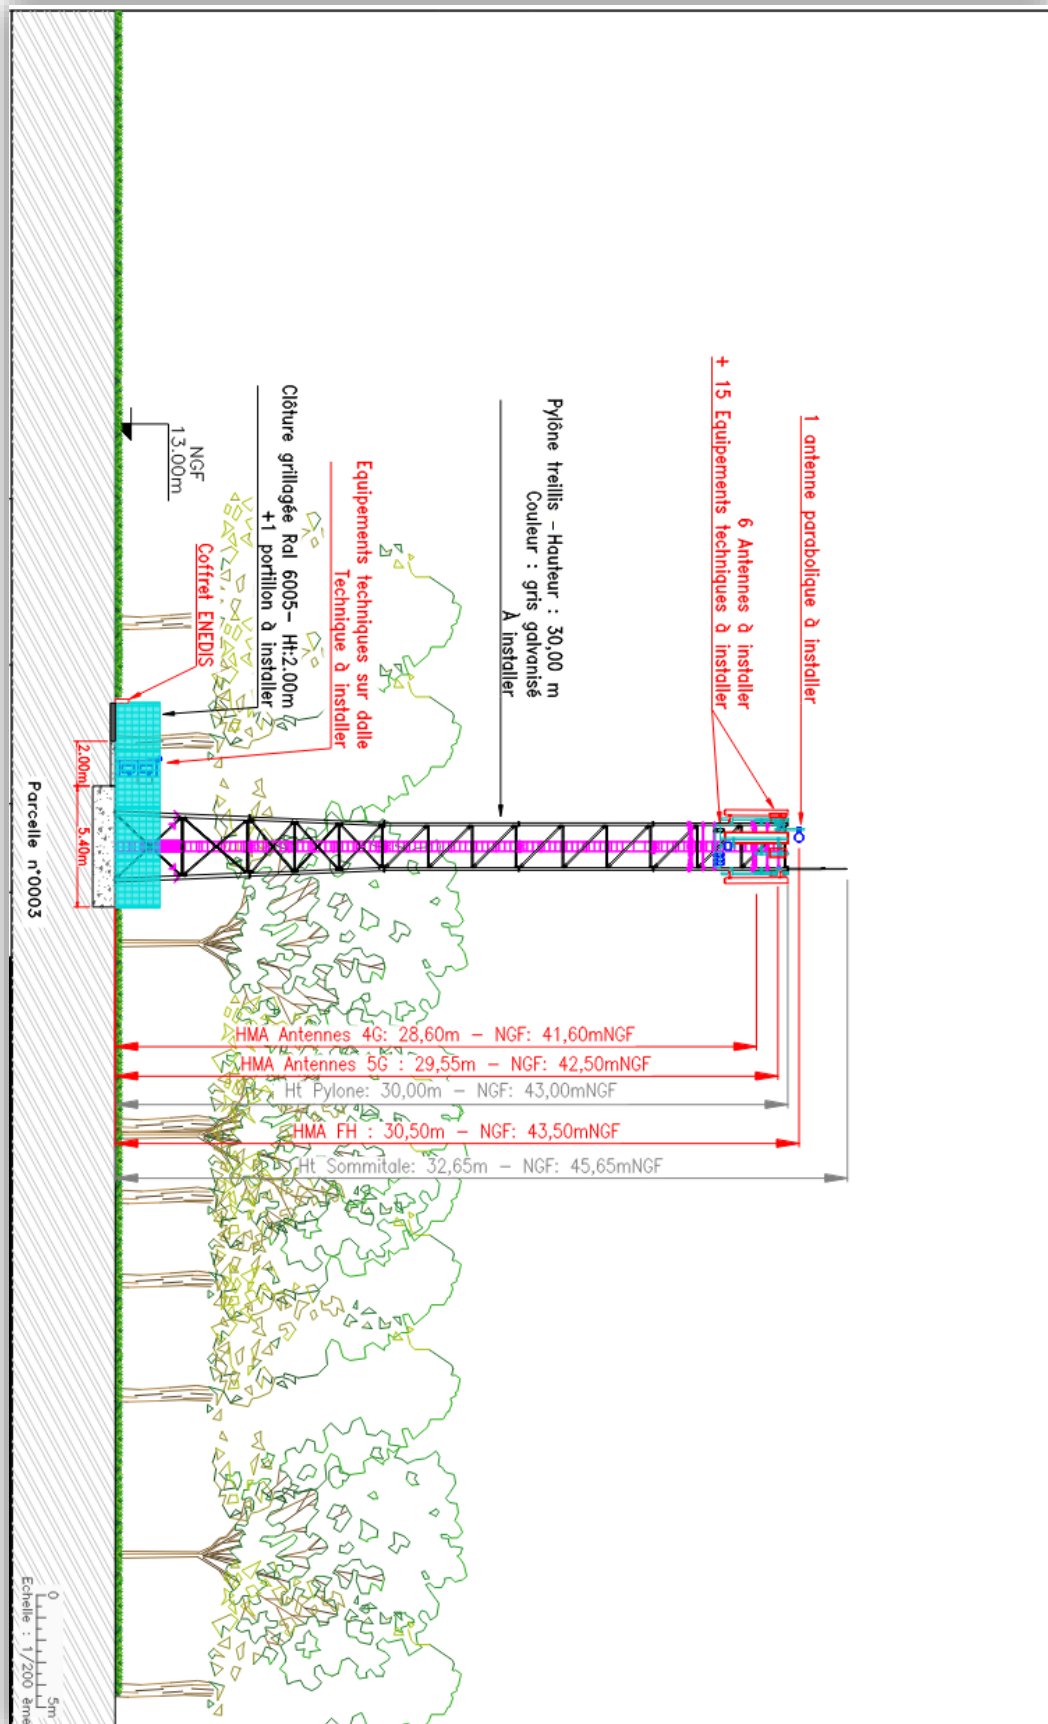 1 antenne parabolique à installer
6 Antennes à installer
+ 15 Equipements techniques à installer
Pylône treillis - Hauteur : 30,00 m
Couleur : gris galvanisé
À installer
Equipements techniques sur dalle
Technique à installer
Clôture grillagée Ral 6005- Ht:2.00m
+1 portillon à installer
Coffret ENEDIS
NGF
13.00m
HMA Antennes 4G: 28,60m - NGF: 41,60mNGF
HMA Antennes 5G : 29,55m - NGF: 42,50mNGF
Ht Pylone: 30,00m - NGF: 43,00mNGF
HMA FH : 30,50m - NGF: 43,50mNGF
Ht Sommitale: 32,65m - NGF: 45,65mNGF
2.00m
5.40m
Parcelle n°0003
0
5m
Echelle : 1/200 ème